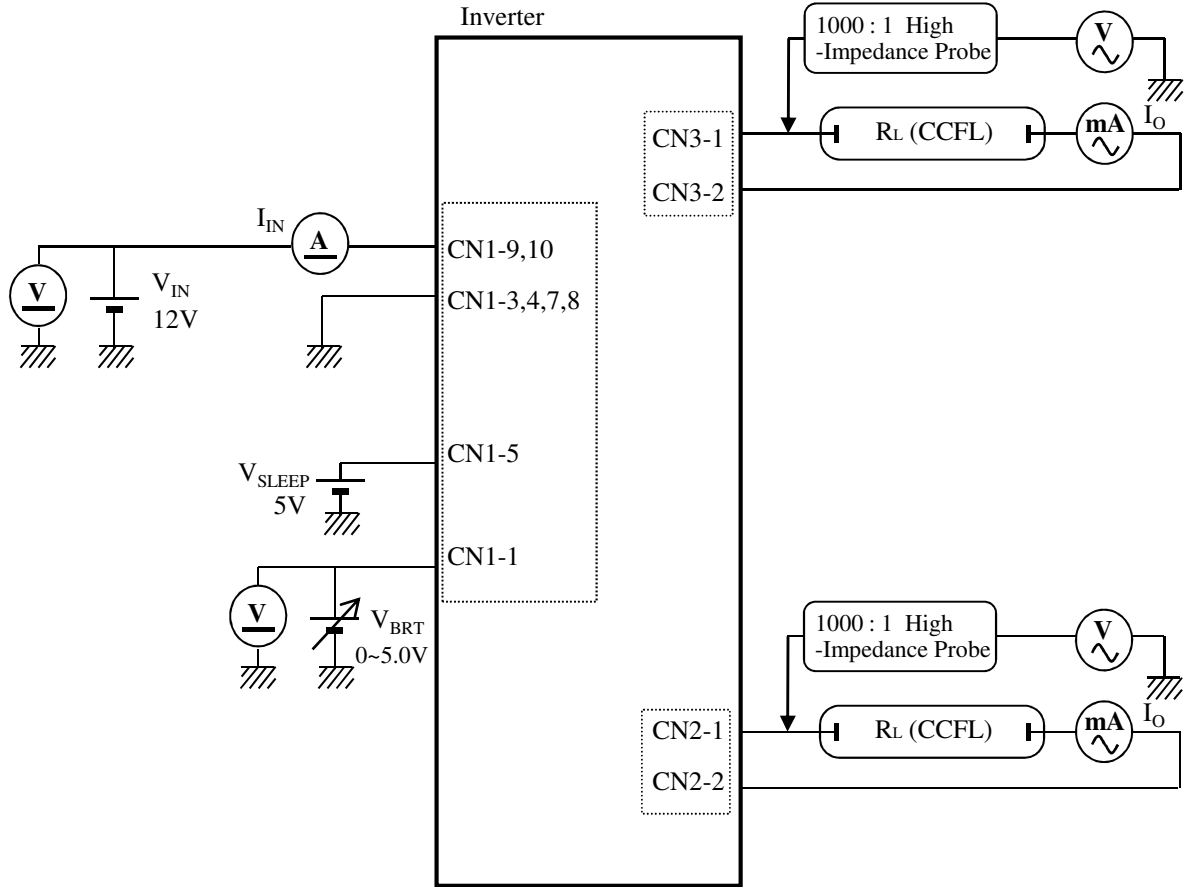 Inverter
1000 : 1 High
-Impedance Probe
V
CN3-1
RL (CCFL)
mA
IO
CN3-2
IIN
A
CN1-9,10
V
VIN
12V
CN1-3,4,7,8
CN1-5
VSLEEP
5V
CN1-1
V
VBRT
0~5.0V
1000 : 1 High
-Impedance Probe
V
CN2-1
RL (CCFL)
mA
IO
CN2-2